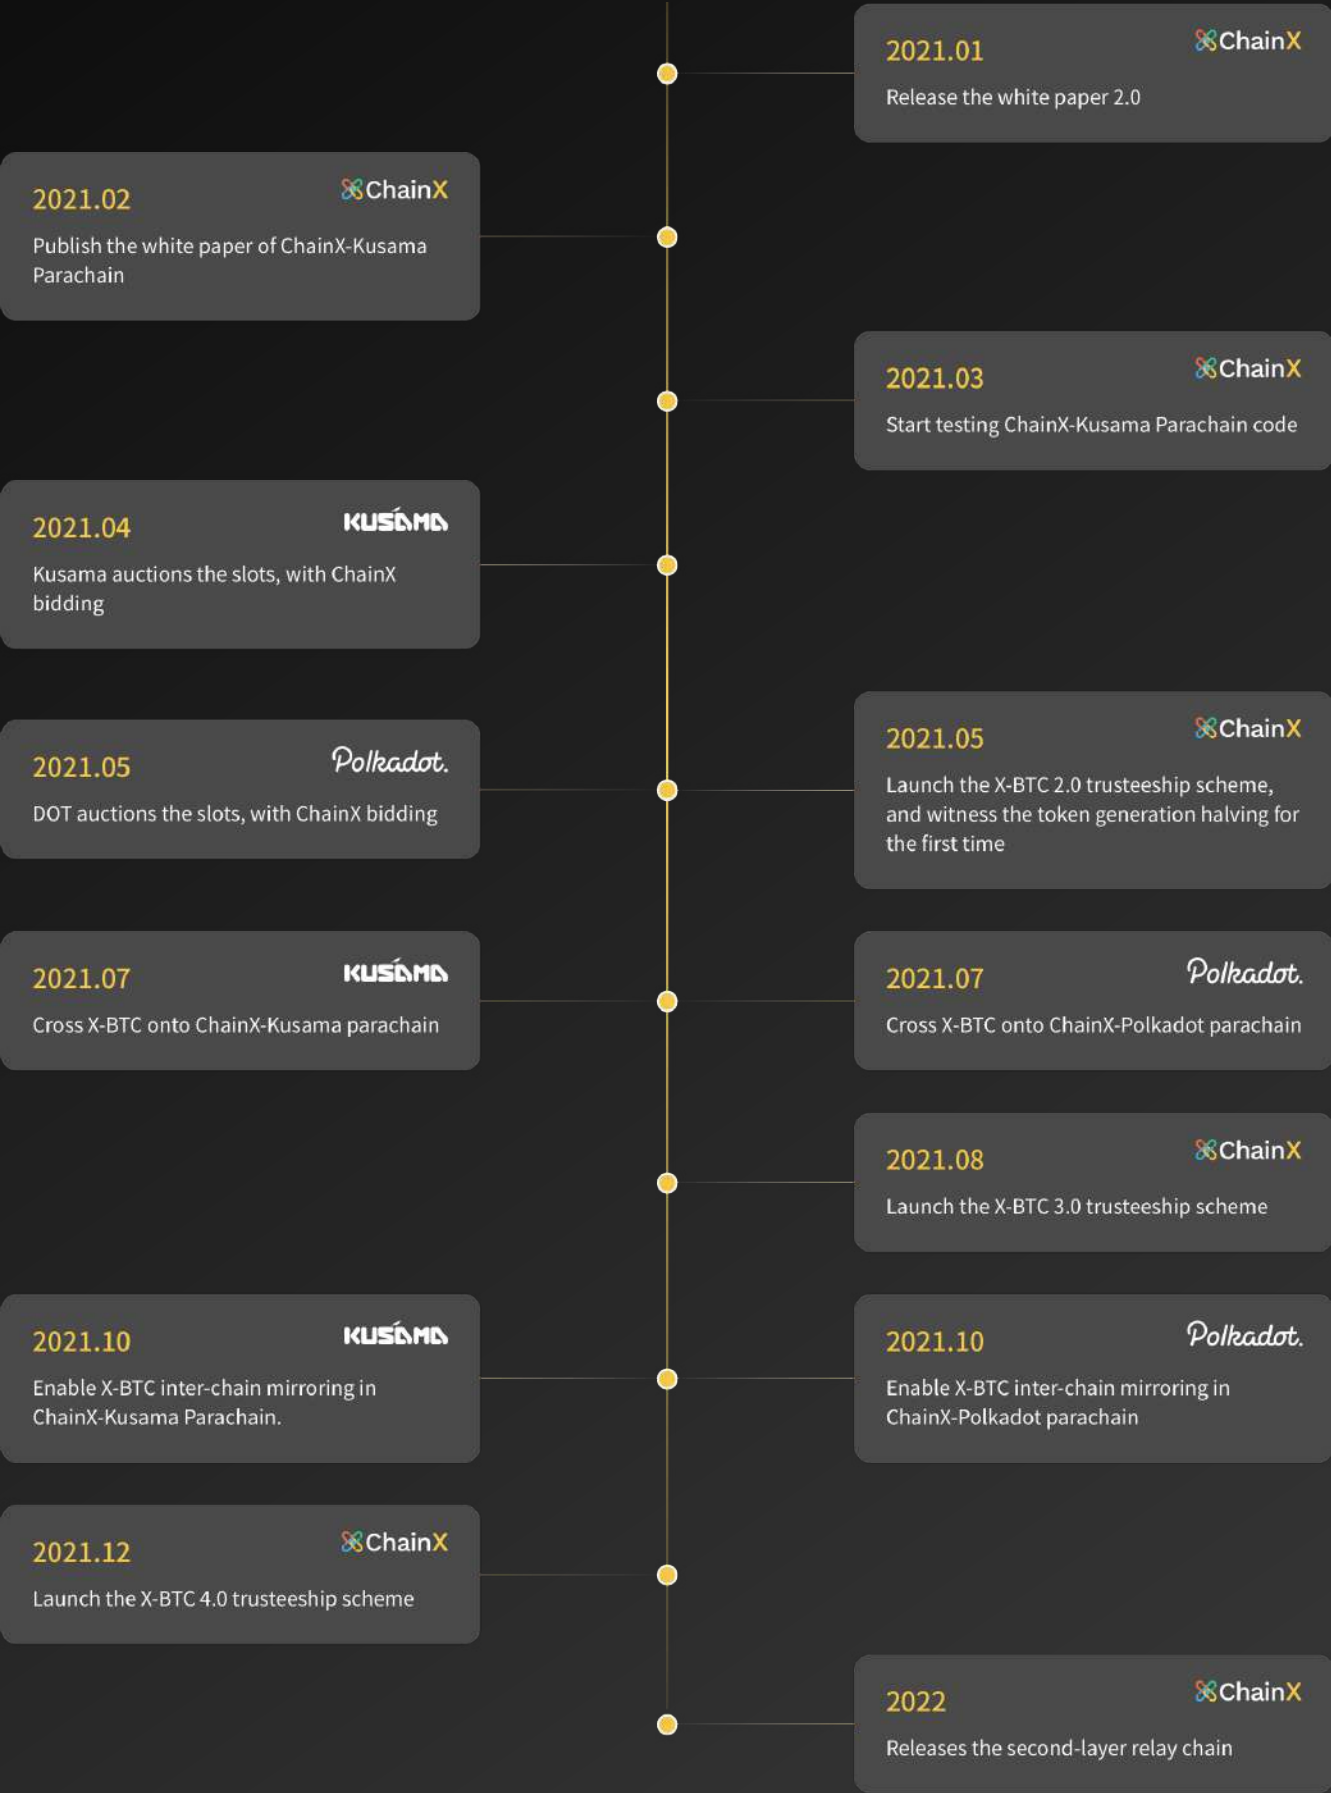 2021.01
ChainX
Release the white paper 2.0
2021.02
ChainX
Publish the white paper of ChainX-Kusama
Parachain
2021.03
ChainX
Start testing ChainX-Kusama Parachain code
2021.04
KUSAMA
Kusama auctions the slots, with ChainX
bidding
2021.05
Polkadot.
DOT auctions the slots, with ChainX bidding
2021.05
ChainX
Launch the X-BTC 2.0 trusteeship scheme,
and witness the token generation halving for
the first time
2021.07
KUSAMA
Cross X-BTC onto ChainX-Kusama parachain
2021.07
Polkadot.
Cross X-BTC onto ChainX-Polkadot parachain
2021.08
ChainX
Launch the X-BTC 3.0 trusteeship scheme
2021.10
KUSAMA
Enable X-BTC inter-chain mirroring in
ChainX-Kusama Parachain.
2021.10
Polkadot.
Enable X-BTC inter-chain mirroring in
ChainX-Polkadot parachain
2021.12
ChainX
Launch the X-BTC 4.0 trusteeship scheme
2022
ChainX
Releases the second-layer relay chain